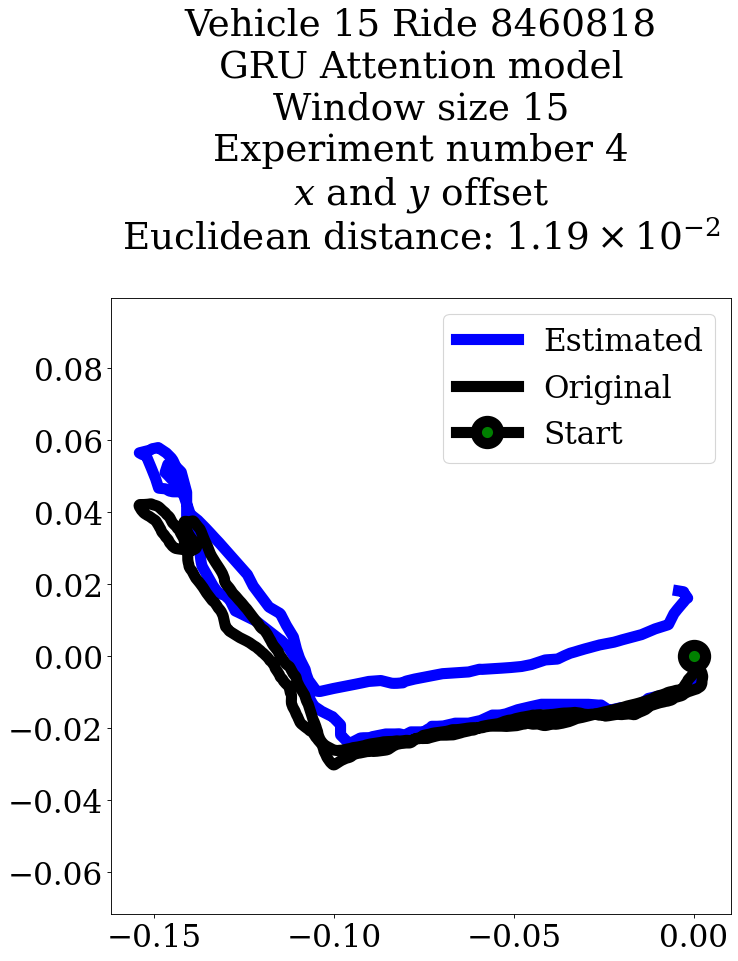 Vehicle 15 Ride 8460818
GRU Attention model
Window size 15
Experiment number 4
x and y offset
Euclidean distance: 1.19 × 10⁻²
Estimated
Original
Start
0.08
0.06
0.04
0.02
0.00
−0.02
−0.04
−0.06
−0.15 −0.10 −0.05 0.00